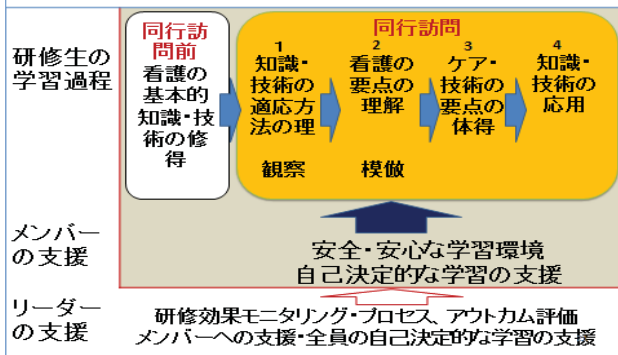 研修生の
学習過程
同行訪
問前
看護の
基本的
知識・技
術の修
得
同行訪問
1
知識・
技術の
適応方
法の理
観察
2
看護の
要点の
理解
模倣
3
ケア・
技術の
要点の
体得
4
知識・
技術の
応用
メンバー
の支援
安全・安心な学習環境
自己決定的な学習の支援
リーダー
の支援
研修効果モニタリング・プロセス、アウトカム評価
メンバーへの支援・全員の自己決定的な学習の支援